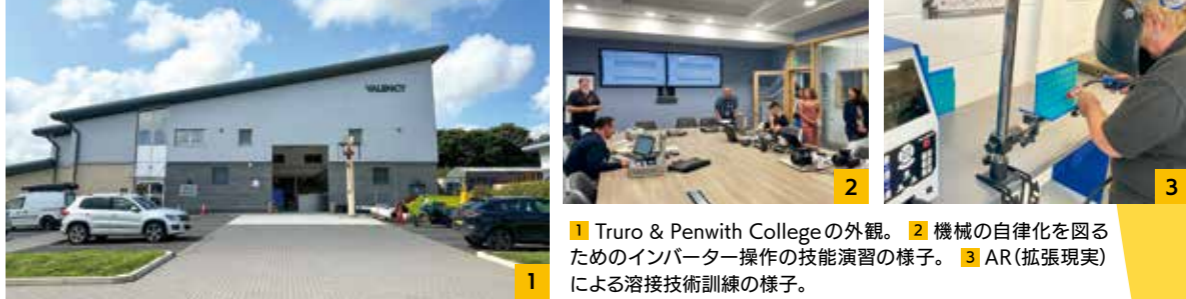 VALENCY
1
2
3
1 Truro & Penwith Collegeの外観。 2 機械の自律化を図る
ためのインバーター操作の技能演習の様子。 3 AR(拡張現実)
による溶接技術訓練の様子。